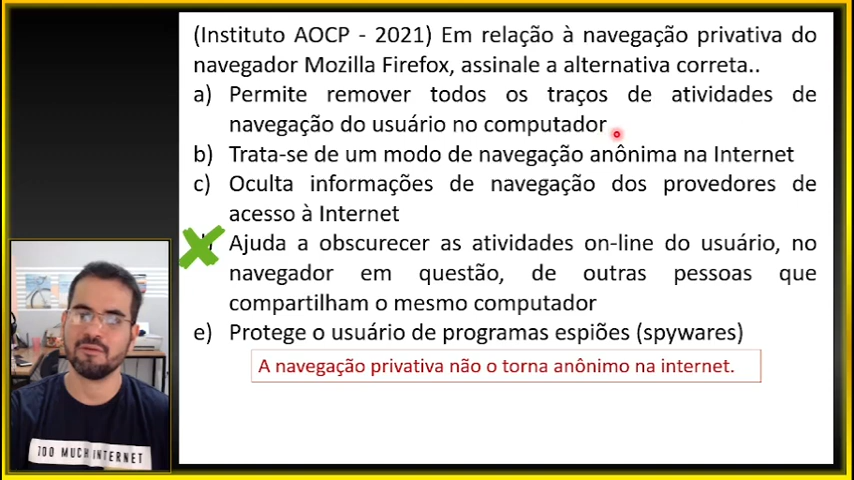 (Instituto AOCP - 2021) Em relação à navegação privativa do
navegador Mozilla Firefox, assinale a alternativa correta..
a) Permite remover todos os traços de atividades de
navegação do usuário no computador
b) Trata-se de um modo de navegação anônima na Internet
c) Oculta informações de navegação dos provedores de
acesso à Internet
Ajuda a obscurecer as atividades on-line do usuário, no
navegador em questão, de outras pessoas que
compartilham o mesmo computador
e) Protege o usuário de programas espiões (spywares)
A navegação privativa não o torna anônimo na internet.
TOO MUCH INTERNET